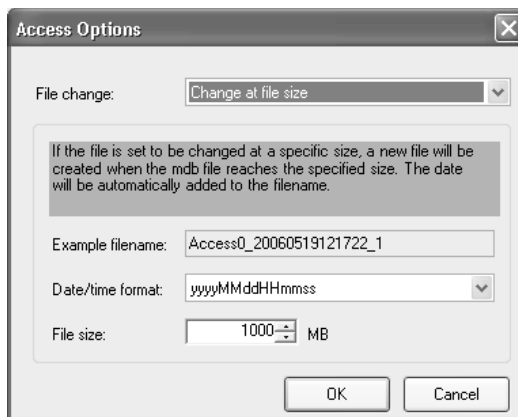 Access Options
File change: Change at file size
If the file is set to be changed at a specific size, a new file will be
created when the mdb file reaches the specified size. The date
will be automatically added to the filename.
Example filename: Access0_20060519121722_1
Date/time format: yyyyMMddHHmmss
File size: 1000 MB
OK Cancel